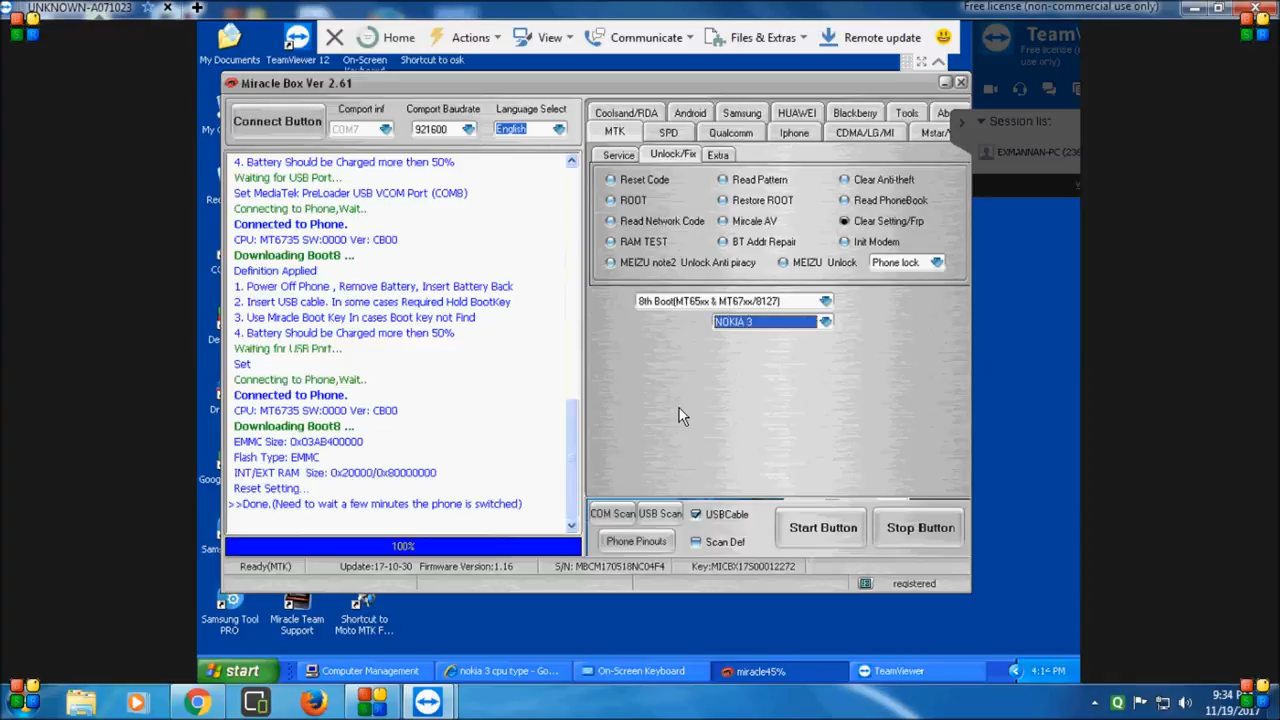 UNKNOWN-A071023
Free license (non-commercial use only)
Home
Actions
View
Communicate
Files & Extras
Remote update
My Documents
TeamViewer 12
On-Screen Keyboard
Shortcut to osk
Free license (non-commercial use only)
Session list
EXMANNAN-PC (236
Miracle Box Ver 2.61
Connect Button
Comport inf
Comport Baudrate
Language Select
COM7
921600
English
Coolsand/RDA
Android
Samsung
HUAWEI
Blackberry
Tools
MTK
SPD
Qualcomm
Iphone
CDMA/LG/MI
Service
Unlock/Fix
Extra
Reset Code
Read Pattern
Clear Anti-theft
ROOT
Restore ROOT
Read PhoneBook
Read Network Code
Mircale AV
Clear Setting/Frp
RAM TEST
BT Addr Repair
Init Modem
MEIZU note2 Unlock Anti piracy
MEIZU Unlock
Phone lock
8th Boot(MT65xx & MT67xx/8127)
NOKIA 3
4. Battery Should be Charged more then 50%
Waiting for USB Port...
Set MediaTek PreLoader USB VCOM Port (COM8)
Connecting to Phone,Wait..
Connected to Phone.
CPU: MT6735 SW:0000 Ver: CB00
Downloading Boot8 ...
Definition Applied
1. Power Off Phone , Remove Battery, Insert Battery Back
2. Insert USB cable. In some cases Required Hold BootKey
3. Use Miracle Boot Key In cases Boot key not Find
4. Battery Should be Charged more then 50%
Waiting for USB Port...
Set
Connecting to Phone,Wait..
Connected to Phone.
CPU: MT6735 SW:0000 Ver: CB00
Downloading Boot8 ...
EMMC Size: 0x03AB400000
Flash Type: EMMC
INT/EXT RAM Size: 0x20000/0x80000000
Reset Setting...
>>Done.(Need to wait a few minutes the phone is switched)
100%
COM Scan
USB Scan
USBCable
Phone Pinouts
Scan Def
Start Button
Stop Button
Ready(MTK)
Update:17-10-30
Firmware Version:1.16
S/N: MBCM170518NC04F4
Key:MICBX17S00012272
registered
Samsung Tool PRO
Miracle Team Support
Shortcut to Moto MTK F...
start
Computer Management
nokia 3 cpu type - Go...
On-Screen Keyboard
miracle45%
TeamViewer
9:34 PM
11/19/2017